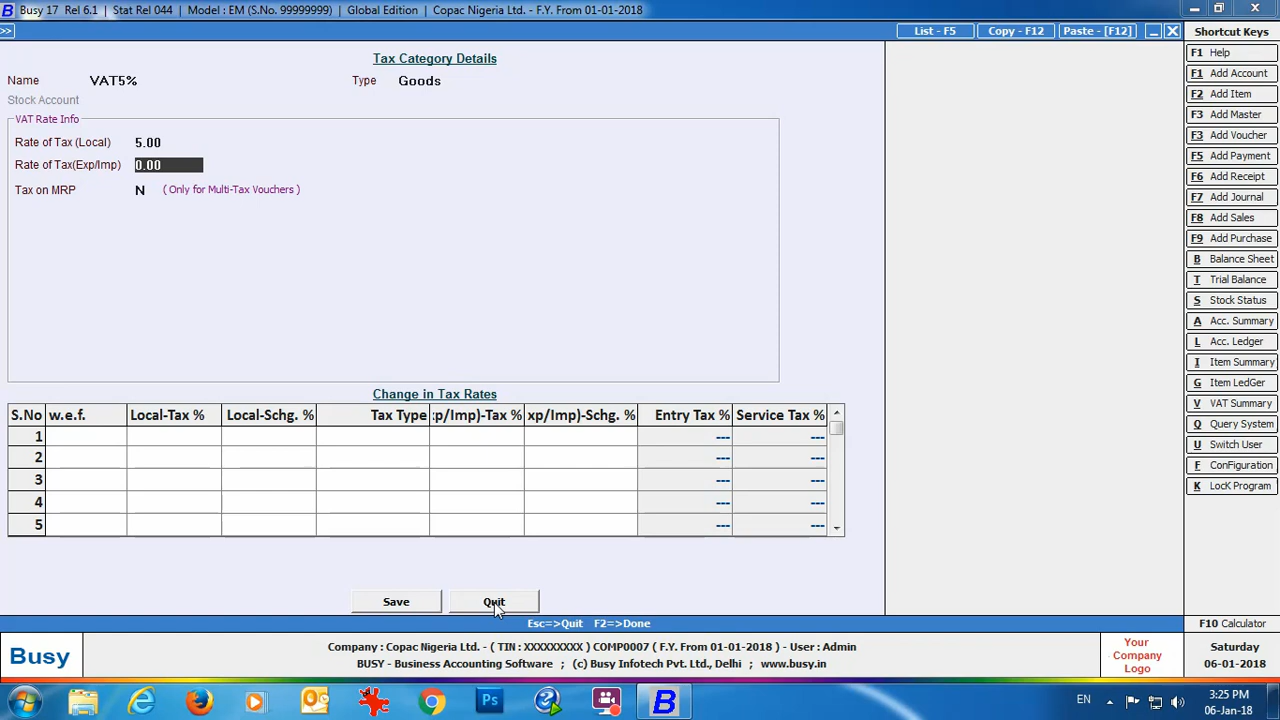 Busy 17 Rel 6.1 | Stat Rel 044 | Model : EM (S.No. 99999999) | Global Edition | Copac Nigeria Ltd. - F.Y. From 01-01-2018
>> List - F5 Copy - F12 Paste - [F12]
Tax Category Details
Name VAT5% Type Goods
Stock Account
VAT Rate Info
Rate of Tax (Local) 5.00
Rate of Tax(Exp/Imp) 0.00
Tax on MRP N ( Only for Multi-Tax Vouchers )
Change in Tax Rates
S.No w.e.f. Local-Tax % Local-Schg. % Tax Type :p/Imp)-Tax % xp/Imp)-Schg. % Entry Tax % Service Tax %
1 --- ---
2 --- ---
3 --- ---
4 --- ---
5 --- ---
Save Quit
Esc=>Quit F2=>Done
Shortcut Keys
F1 Help
F1 Add Account
F2 Add Item
F3 Add Master
F3 Add Voucher
F5 Add Payment
F6 Add Receipt
F7 Add Journal
F8 Add Sales
F9 Add Purchase
B Balance Sheet
T Trial Balance
S Stock Status
A Acc. Summary
L Acc. Ledger
I Item Summary
G Item LedGer
V VAT Summary
Q Query System
U Switch User
F ConFiguration
K LocK Program
F10 Calculator
Busy
Company : Copac Nigeria Ltd. - ( TIN : XXXXXXXXX ) COMP0007 ( F.Y. From 01-01-2018 ) - User : Admin
BUSY - Business Accounting Software ; (c) Busy Infotech Pvt. Ltd., Delhi ; www.busy.in
Your
Company
Logo
Saturday
06-01-2018
Ps
B
EN
3:25 PM
06-Jan-18